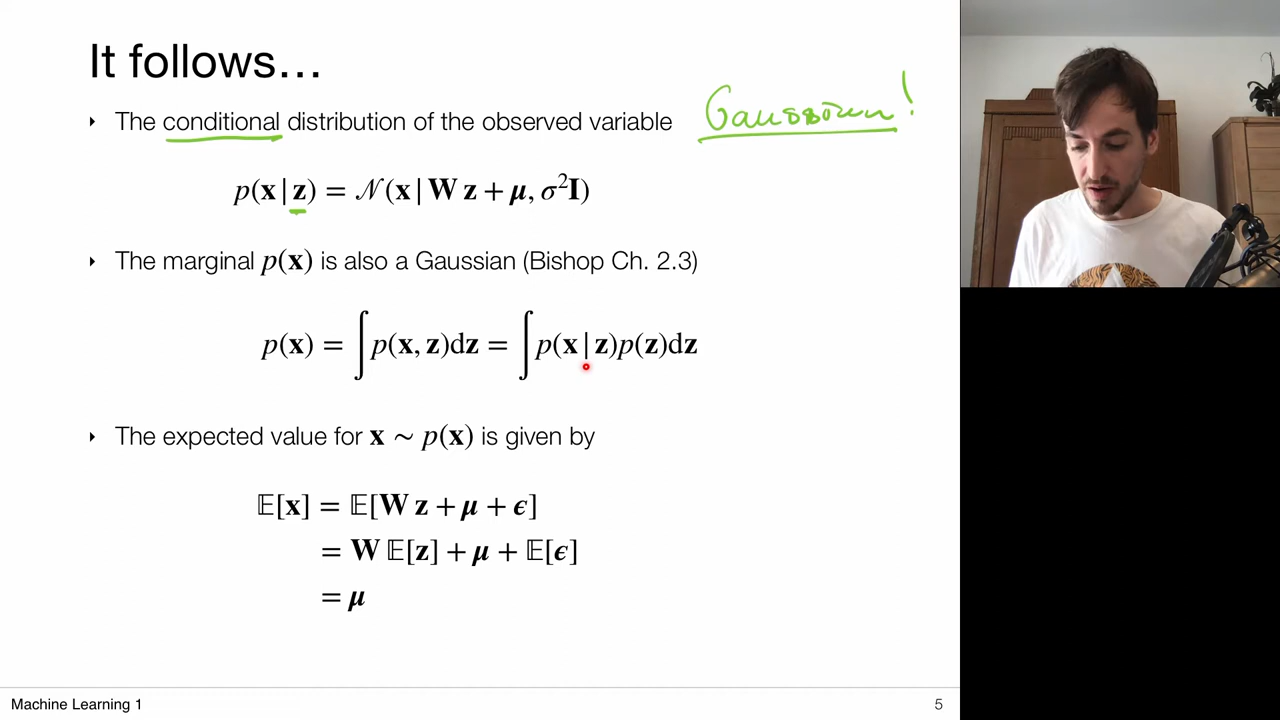 It follows…
‣ The conditional distribution of the observed variable Gaussian!
p(x | z) = 𝒩(x | W z + μ, σ²I)
‣ The marginal p(x) is also a Gaussian (Bishop Ch. 2.3)
p(x) = ∫ p(x, z)dz = ∫ p(x | z)p(z)dz
‣ The expected value for x ∼ p(x) is given by
𝔼[x] = 𝔼[W z + μ + ϵ]
= W 𝔼[z] + μ + 𝔼[ϵ]
= μ
Machine Learning 1 5